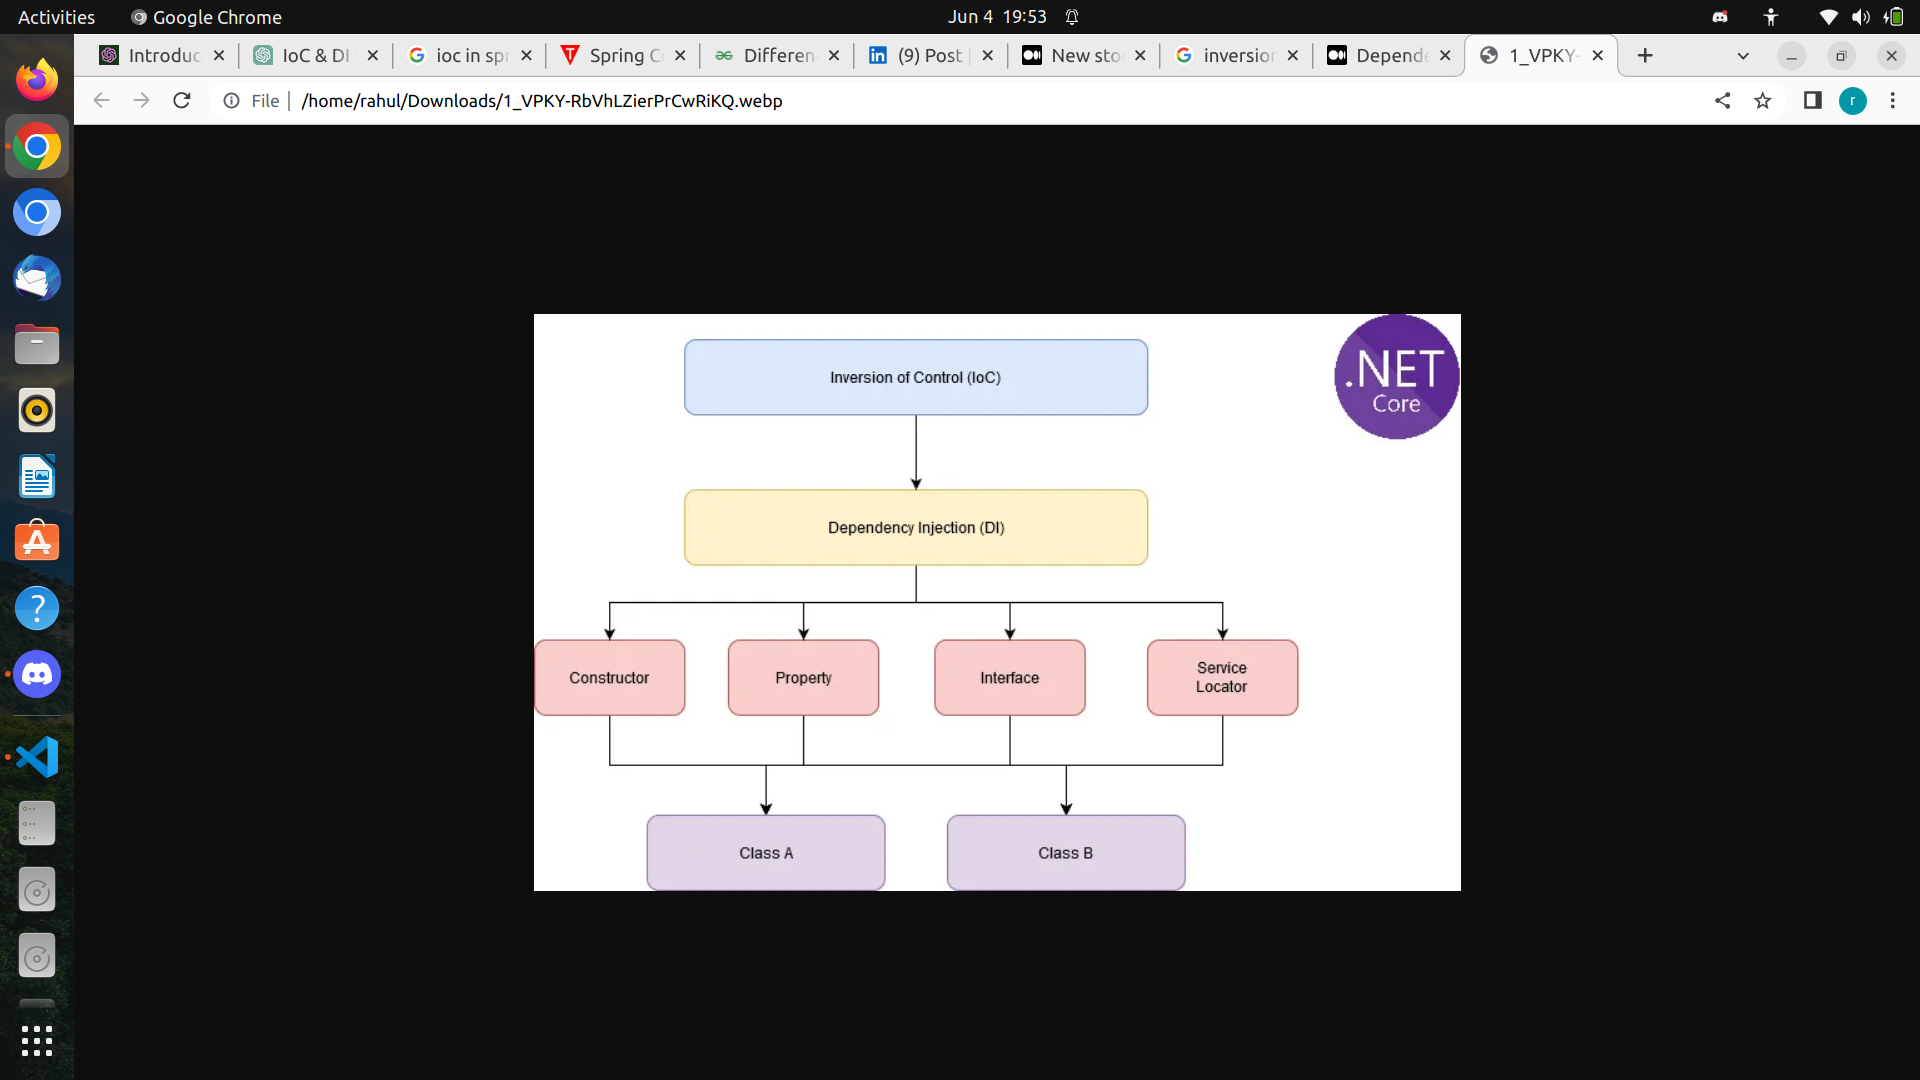 Activities
Google Chrome
Jun 4 19:53
Introduc
IoC & DI
ioc in spr
Spring C
Differen
(9) Post
New sto
inversion
Depend
1_VPKY-
File
/home/rahul/Downloads/1_VPKY-RbVhLZierPrCwRiKQ.webp
r
.NET
Core
Inversion of Control (IoC)
Dependency Injection (DI)
Constructor
Property
Interface
Service
Locator
Class A
Class B